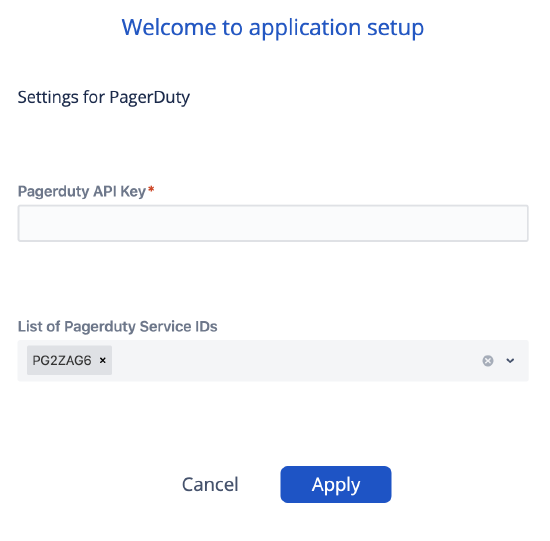 Welcome to application setup
Settings for PagerDuty
Pagerduty API Key*
List of Pagerduty Service IDs
PG2ZAG6 ×
Cancel Apply